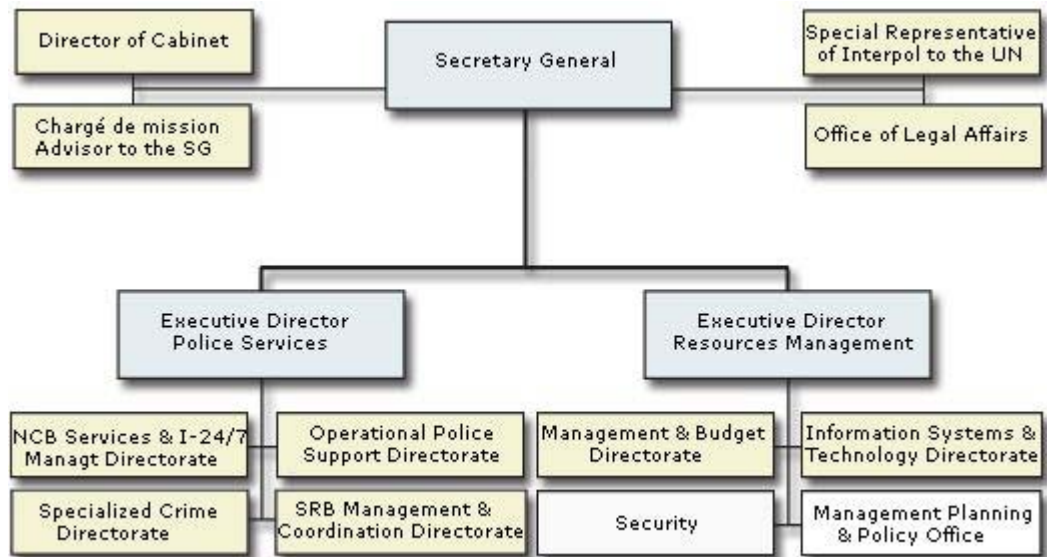 Director of Cabinet
Secretary General
Special Representative
of Interpol to the UN
Chargé de mission
Advisor to the SG
Office of Legal Affairs
Executive Director
Police Services
Executive Director
Resources Management
NCB Services & I-24/7
Managt Directorate
Operational Police
Support Directorate
Management & Budget
Directorate
Information Systems &
Technology Directorate
Specialized Crime
Directorate
SRB Management &
Coordination Directorate
Security
Management Planning
& Policy Office